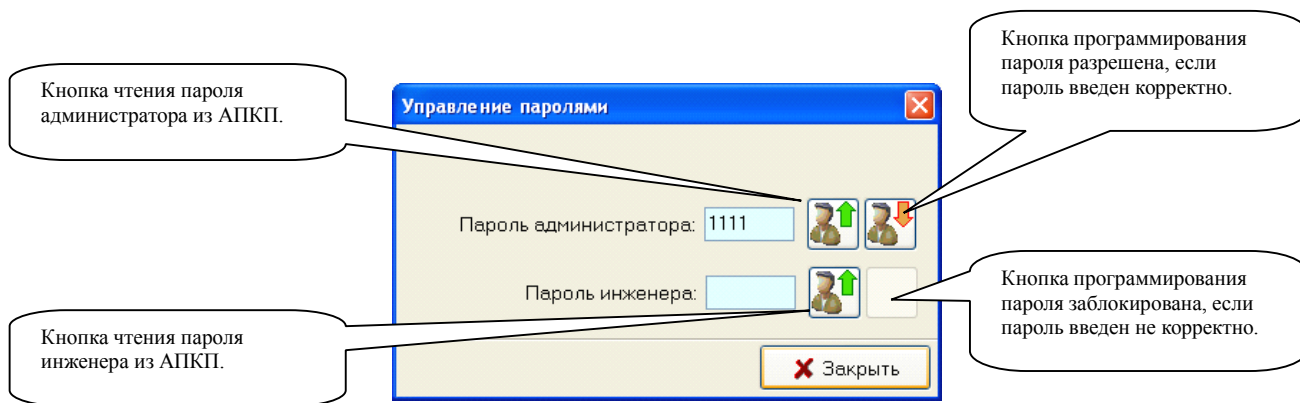 Кнопка программирования
пароля разрешена, если
пароль введен корректно.
Кнопка чтения пароля
администратора из АПКП.
Управление паролями
Пароль администратора: 1111
Пароль инженера:
Кнопка программирования
пароля заблокирована, если
пароль введен не корректно.
Кнопка чтения пароля
инженера из АПКП.
Закрыть